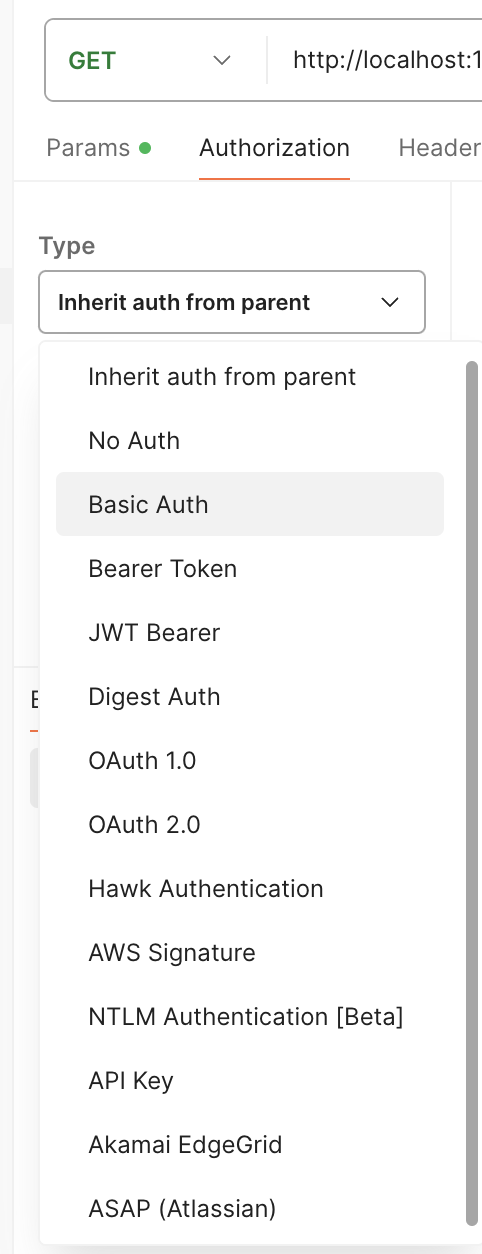 GET http://localhost:1
Params Authorization Header
Type
Inherit auth from parent
Inherit auth from parent
No Auth
Basic Auth
Bearer Token
JWT Bearer
Digest Auth
OAuth 1.0
OAuth 2.0
Hawk Authentication
AWS Signature
NTLM Authentication [Beta]
API Key
Akamai EdgeGrid
ASAP (Atlassian)